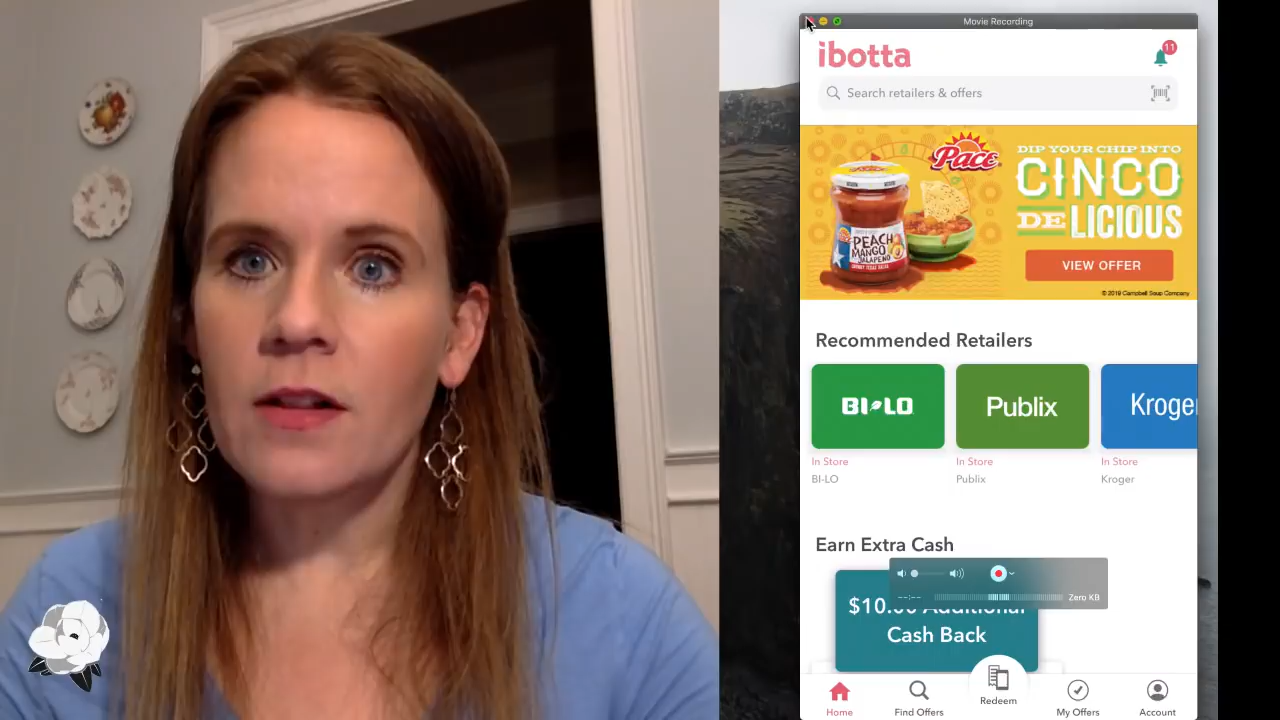 Movie Recording
ibotta
11
Search retailers & offers
Pace
DIP YOUR CHIP INTO
CINCO
DE LICIOUS
PEACH
MANGO
JALAPEÑO
VIEW OFFER
© 2019 Campbell Soup Company
Recommended Retailers
BI-LO
Publix
Kroger
In Store
In Store
In Store
BI-LO
Publix
Kroger
Earn Extra Cash
$10.00 Additional
Cash Back
--:--
Zero KB
Home
Find Offers
Redeem
My Offers
Account